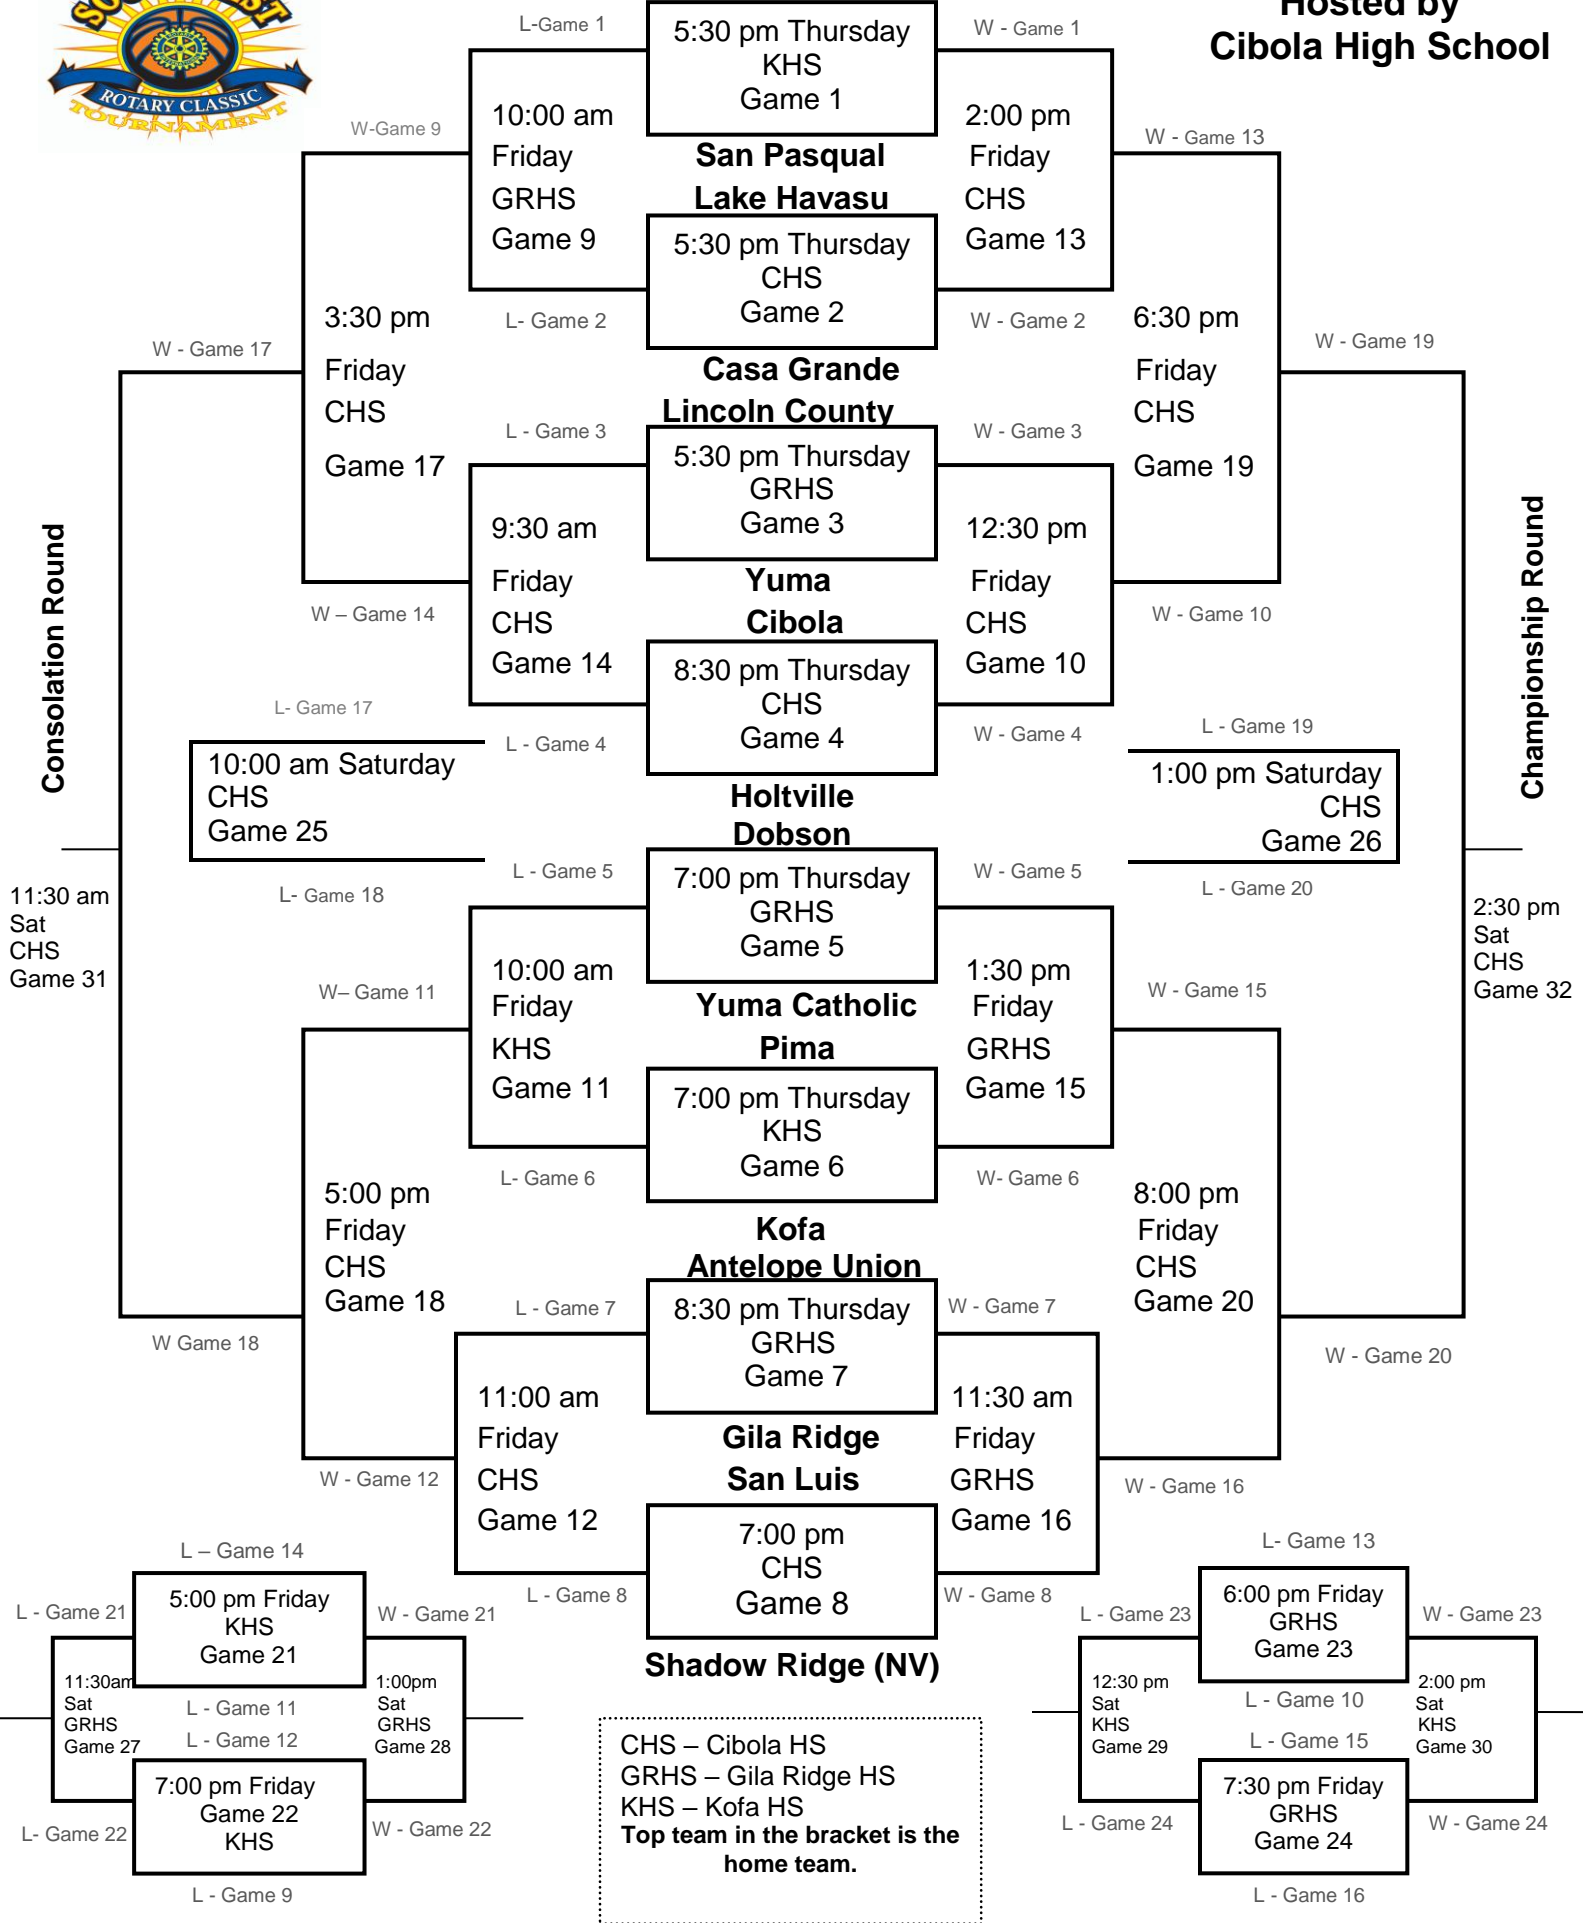 ROTARY CLASSIC
TOURNAMENT
Hosted by
Cibola High School
L-Game 1
5:30 pm Thursday
KHS
Game 1
W - Game 1
W-Game 9
10:00 am
Friday
GRHS
Game 9
San Pasqual
Lake Havasu
2:00 pm
Friday
CHS
Game 13
W - Game 13
5:30 pm Thursday
CHS
Game 2
L- Game 2
W - Game 2
W - Game 17
3:30 pm
Friday
CHS
Game 17
Casa Grande
Lincoln County
6:30 pm
Friday
CHS
Game 19
W - Game 19
L - Game 3
5:30 pm Thursday
GRHS
Game 3
W - Game 3
Consolation Round
9:30 am
Friday
CHS
Game 14
Yuma
Cibola
12:30 pm
Friday
CHS
Game 10
Championship Round
W – Game 14
W - Game 10
8:30 pm Thursday
CHS
Game 4
L- Game 17
L - Game 4
W - Game 4
L - Game 19
10:00 am Saturday
CHS
Game 25
Holtville
Dobson
1:00 pm Saturday
CHS
Game 26
L- Game 18
L - Game 5
7:00 pm Thursday
GRHS
Game 5
W - Game 5
L - Game 20
11:30 am
Sat
CHS
Game 31
2:30 pm
Sat
CHS
Game 32
W– Game 11
10:00 am
Friday
KHS
Game 11
Yuma Catholic
Pima
1:30 pm
Friday
GRHS
Game 15
W - Game 15
7:00 pm Thursday
KHS
Game 6
L- Game 6
W- Game 6
5:00 pm
Friday
CHS
Game 18
Kofa
Antelope Union
8:00 pm
Friday
CHS
Game 20
W Game 18
L - Game 7
8:30 pm Thursday
GRHS
Game 7
W - Game 7
W - Game 20
11:00 am
Friday
CHS
Game 12
Gila Ridge
San Luis
11:30 am
Friday
GRHS
Game 16
W - Game 12
W - Game 16
7:00 pm
CHS
Game 8
L - Game 8
W - Game 8
Shadow Ridge (NV)
L – Game 14
L - Game 21
5:00 pm Friday
KHS
Game 21
W - Game 21
11:30am
Sat
GRHS
Game 27
L - Game 11
L - Game 12
1:00pm
Sat
GRHS
Game 28
L- Game 22
7:00 pm Friday
Game 22
KHS
W - Game 22
L - Game 9
CHS – Cibola HS
GRHS – Gila Ridge HS
KHS – Kofa HS
Top team in the bracket is the
home team.
L- Game 13
L - Game 23
6:00 pm Friday
GRHS
Game 23
W - Game 23
12:30 pm
Sat
KHS
Game 29
L - Game 10
L - Game 15
2:00 pm
Sat
KHS
Game 30
L - Game 24
7:30 pm Friday
GRHS
Game 24
W - Game 24
L - Game 16